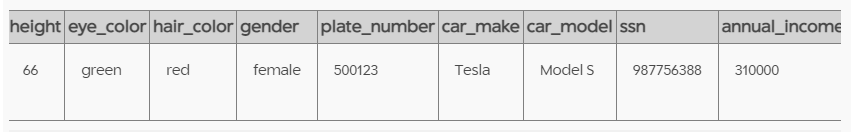 height eye_color hair_color gender plate_number car_make car_model ssn annual_income
66 green red female 500123 Tesla Model S 987756388 310000